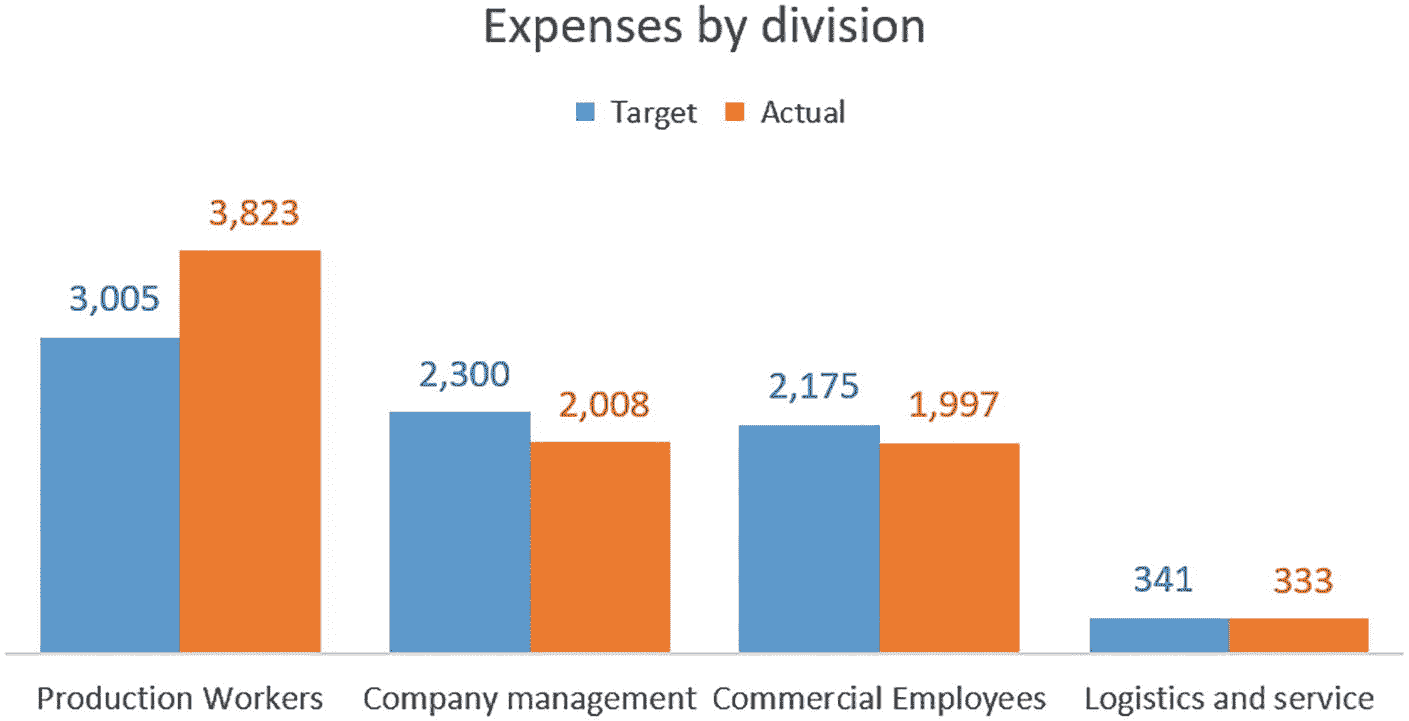 Expenses by division
Target Actual
3,823
3,005
2,300
2,008
2,175
1,997
341
333
Production Workers Company management Commercial Employees Logistics and service